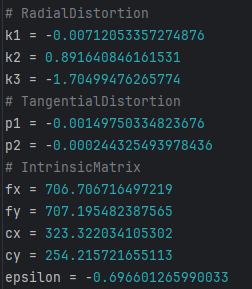 # RadialDistortion
k1 = -0.00712053357274876
k2 = 0.891640846161531
k3 = -1.70499476265774
# TangentialDistortion
p1 = -0.00149750334823676
p2 = -0.000244325493978436
# IntrinsicMatrix
fx = 706.706716497219
fy = 707.195482387565
cx = 323.322034105302
cy = 254.215721655113
epsilon = -0.696601265990033